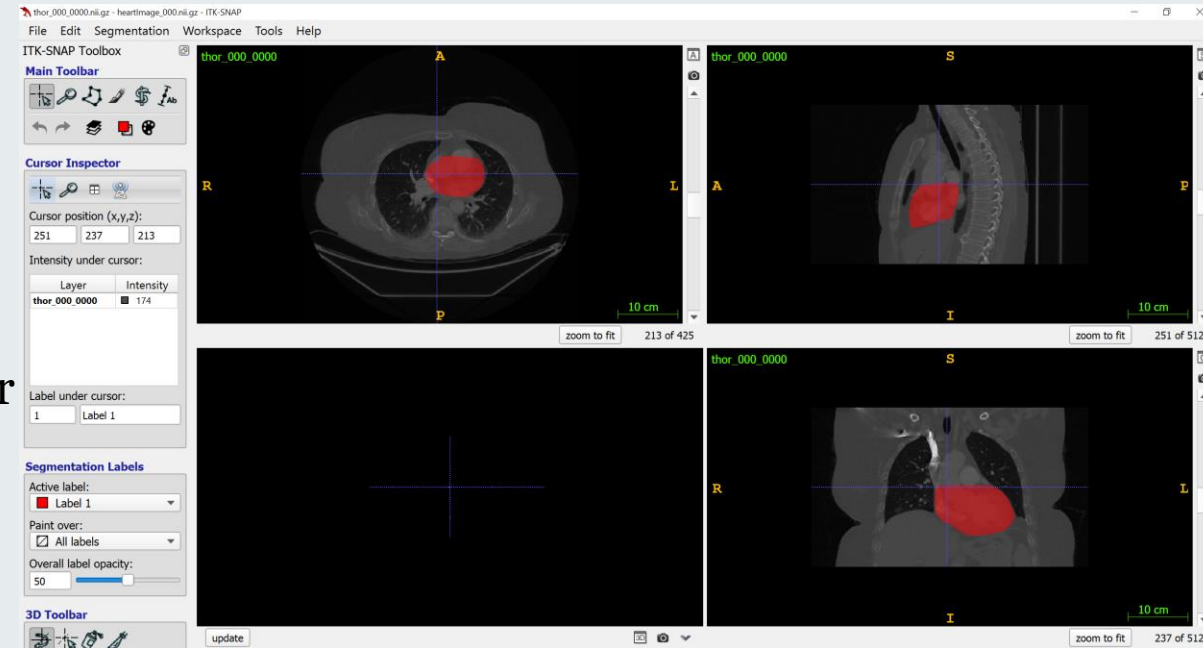 thor_000_0000.nii.gz - heartImage_000.nii.gz - ITK-SNAP
File Edit Segmentation Workspace Tools Help
ITK-SNAP Toolbox
Main Toolbar
Cursor Inspector
Cursor position (x,y,z):
251 237 213
Intensity under cursor:
Layer Intensity
thor_000_0000 174
r
Label under cursor:
1 Label 1
Segmentation Labels
Active label:
Label 1
Paint over:
All labels
Overall label opacity:
50
3D Toolbar
thor_000_0000
A
R
L
P
10 cm
A
zoom to fit 213 of 425
thor_000_0000
S
A
P
I
10 cm
zoom to fit 251 of 512
update
3D
thor_000_0000
S
R
L
I
10 cm
zoom to fit 237 of 512